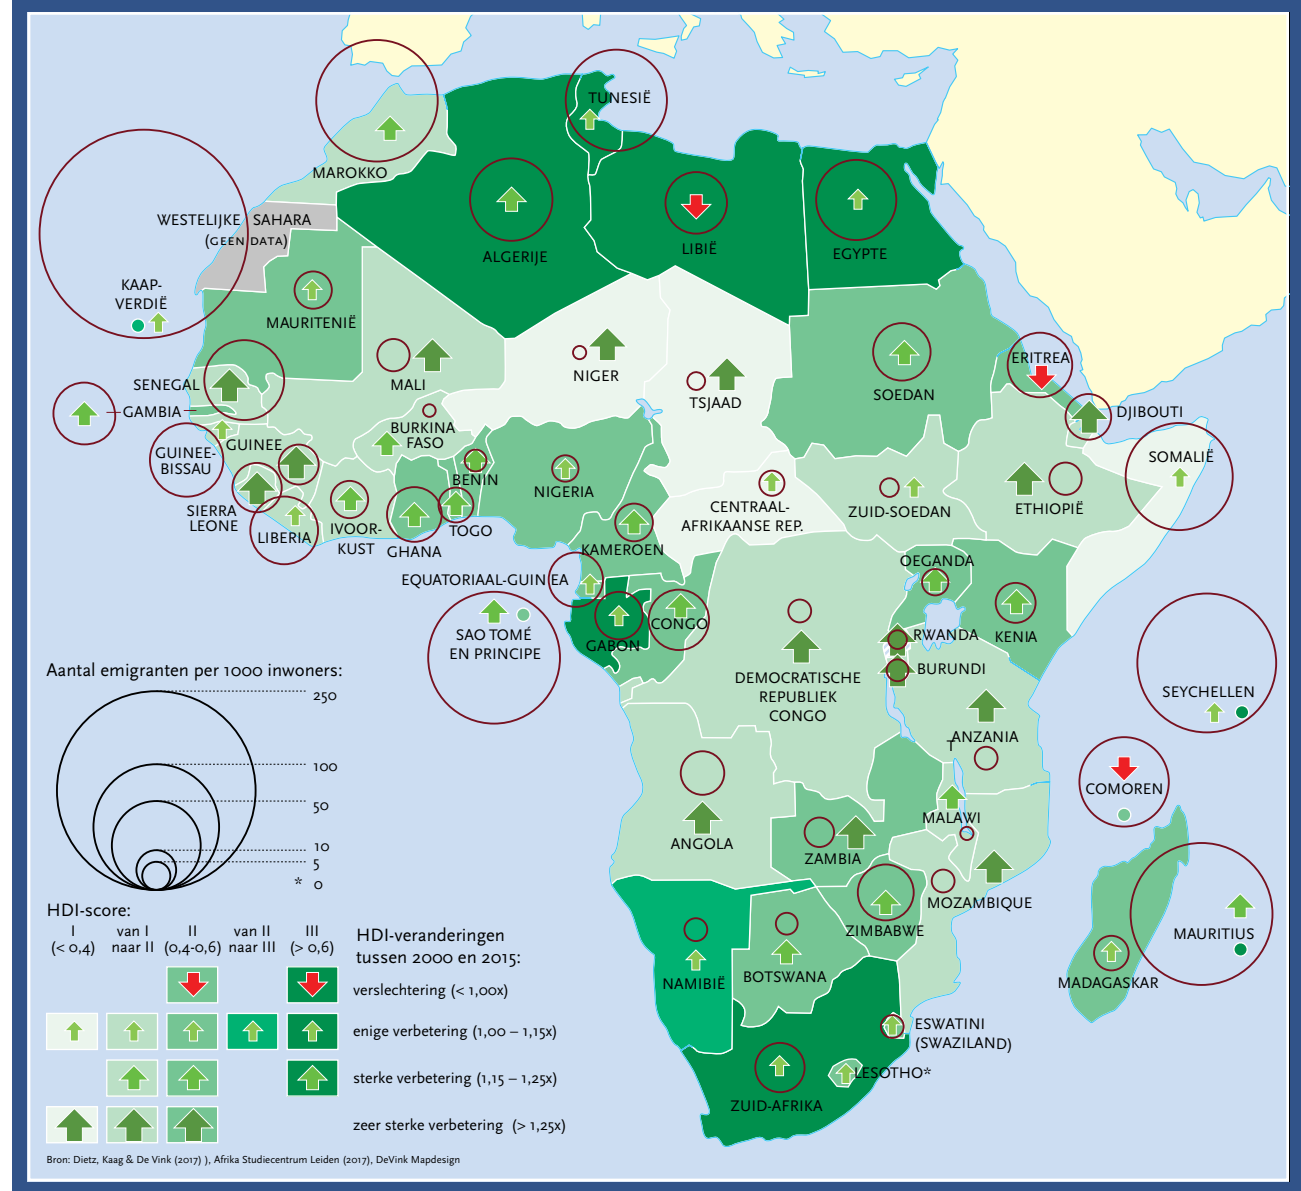 TUNESIË
MAROKKO
WESTELIJKE SAHARA
(GEEN DATA)
ALGERIJE
LIBIË
EGYPTE
KAAP-
VERDIË
MAURITENIË
MALI
NIGER
TSJAAD
SOEDAN
ERITREA
DJIBOUTI
SENEGAL
GAMBIA
BURKINA
FASO
GUINEE-
BISSAU
GUINEE
BENIN
NIGERIA
CENTRAAL-
AFRIKAANSE REP.
ZUID-SOEDAN
ETHIOPIË
SOMALIË
SIERRA
LEONE
LIBERIA
IVOOR-
KUST
GHANA
TOGO
KAMEROEN
EQUATORIAAL-GUINEA
OEGANDA
SAO TOMÉ
EN PRINCIPE
GABON
CONGO
RWANDA
KENIA
BURUNDI
DEMOCRATISCHE
REPUBLIEK
CONGO
SEYCHELLEN
T
ANZANIA
COMOREN
MALAWI
ANGOLA
ZAMBIA
MOZAMBIQUE
ZIMBABWE
MAURITIUS
NAMIBIË
BOTSWANA
MADAGASKAR
ESWATINI
(SWAZILAND)
LESOTHO*
ZUID-AFRIKA
Aantal emigranten per 1000 inwoners:
250
100
50
10
5
* 0
HDI-score:
I van I II van II III
(< 0,4) naar II (0,4-0,6) naar III (> 0,6)
HDI-veranderingen
tussen 2000 en 2015:
verslechtering (< 1,00x)
enige verbetering (1,00 – 1,15x)
sterke verbetering (1,15 – 1,25x)
zeer sterke verbetering (> 1,25x)
Bron: Dietz, Kaag & De Vink (2017) ), Afrika Studiecentrum Leiden (2017), DeVink Mapdesign